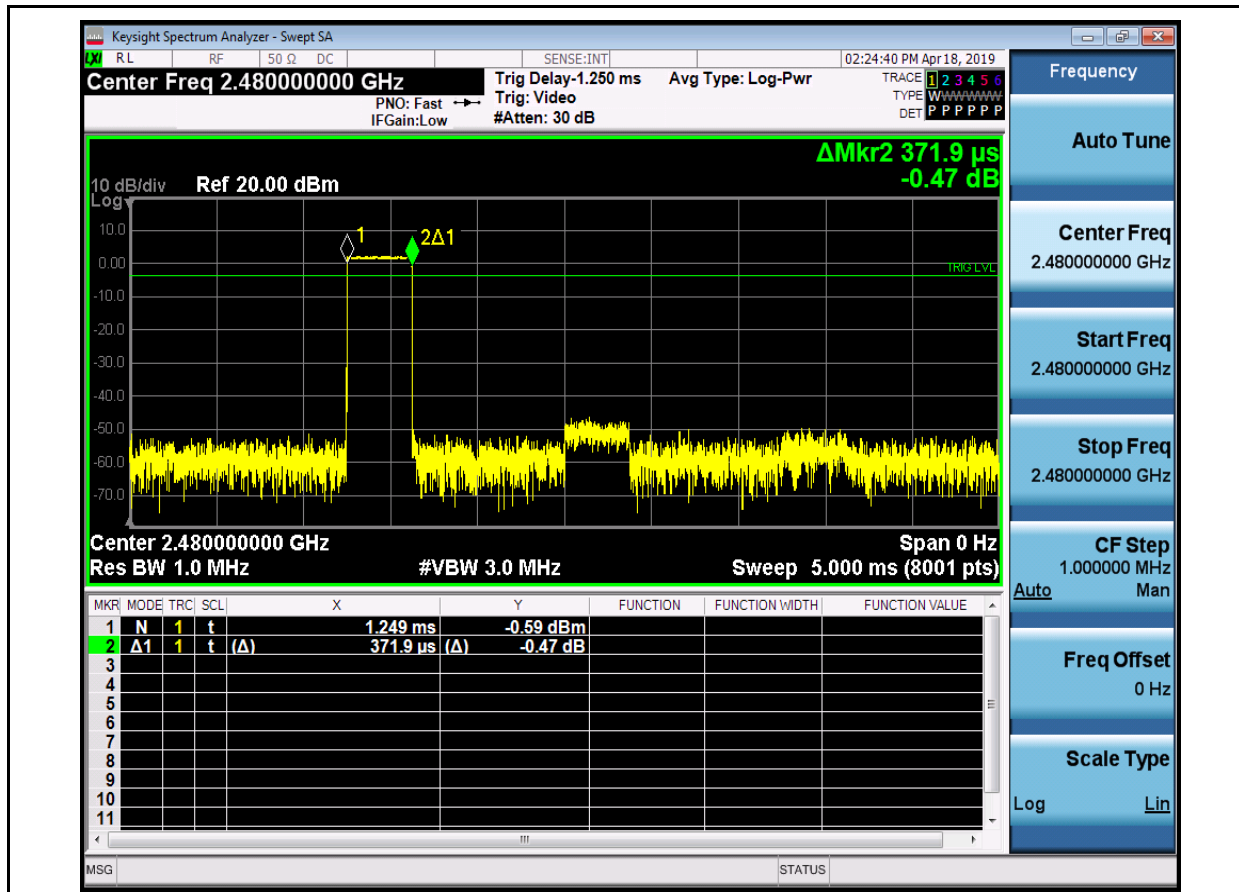 Keysight Spectrum Analyzer - Swept SA
LXI RL RF 50 Ω DC SENSE:INT 02:24:40 PM Apr 18, 2019
Center Freq 2.480000000 GHz
PNO: Fast
IFGain:Low
Trig Delay-1.250 ms
Trig: Video
#Atten: 30 dB
Avg Type: Log-Pwr
TRACE 1 2 3 4 5 6
TYPE WWWWWW
DET P P P P P P
ΔMkr2 371.9 µs
-0.47 dB
10 dB/div Ref 20.00 dBm
Log
10.0
0.00
-10.0
-20.0
-30.0
-40.0
-50.0
-60.0
-70.0
1
2Δ1
TRIG LVL
Center 2.480000000 GHz Span 0 Hz
Res BW 1.0 MHz #VBW 3.0 MHz Sweep 5.000 ms (8001 pts)
MKR MODE TRC SCL X Y FUNCTION FUNCTION WIDTH FUNCTION VALUE
1 N 1 t 1.249 ms -0.59 dBm
2 Δ1 1 t (Δ) 371.9 µs (Δ) -0.47 dB
3
4
5
6
7
8
9
10
11
MSG STATUS
Frequency
Auto Tune
Center Freq
2.480000000 GHz
Start Freq
2.480000000 GHz
Stop Freq
2.480000000 GHz
CF Step
1.000000 MHz
Auto Man
Freq Offset
0 Hz
Scale Type
Log Lin